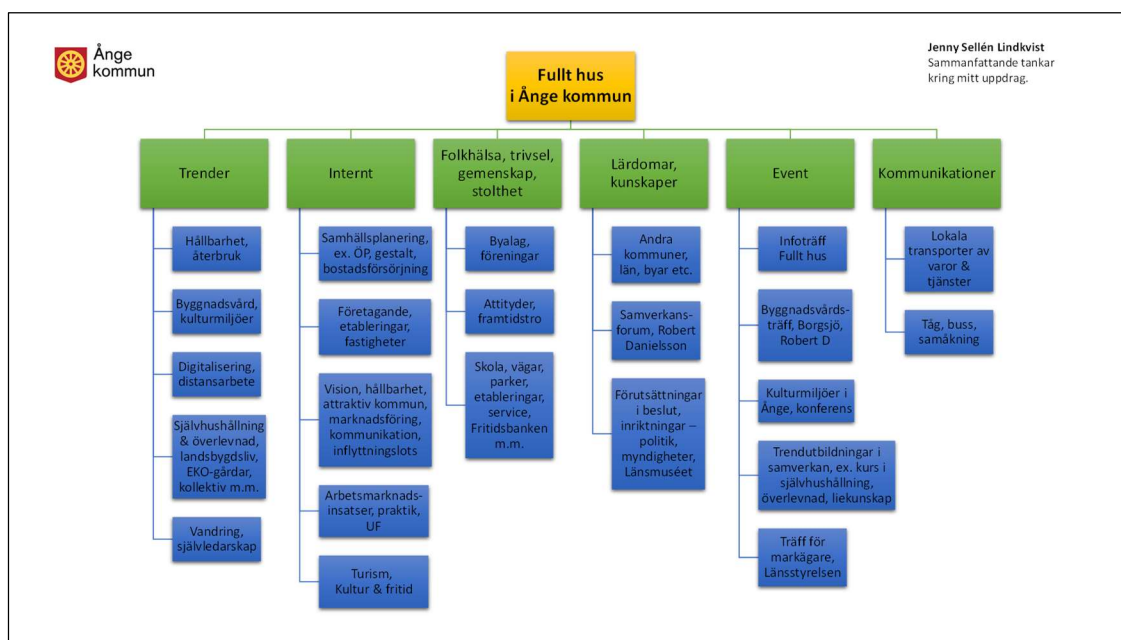 Ånge
kommun
Jenny Sellén Lindkvist
Sammanfattande tankar
kring mitt uppdrag.
Fullt hus
i Ånge kommun
Trender
Hållbarhet,
återbruk
Byggnadsvård,
kulturmiljöer
Digitalisering,
distansarbete
Självhushållning
& överlevnad,
landsbygdsliv,
EKO-gårdar,
kollektiv m.m.
Vandring,
självledarskap
Internt
Samhällsplanering,
ex. ÖP, gestalt,
bostadsförsörjning
Företagande,
etableringar,
fastigheter
Vision, hållbarhet,
attraktiv kommun,
marknadsföring,
kommunikation,
inflyttningslots
Arbetsmarknads-
insatser, praktik,
UF
Turism,
Kultur & fritid
Folkhälsa, trivsel,
gemenskap,
stolthet
Byalag,
föreningar
Attityder,
framtidstro
Skola, vägar,
parker,
etableringar,
service,
Fritidsbanken
m.m.
Lärdomar,
kunskaper
Andra
kommuner,
län, byar etc.
Samverkans-
forum, Robert
Danielsson
Förutsättningar
i beslut,
inriktningar –
politik,
myndigheter,
Länsmuséet
Event
Infoträff
Fullt hus
Byggnadsvårds-
träff, Borgsjö,
Robert D
Kulturmiljöer i
Ånge, konferens
Trendutbildningar i
samverkan, ex. kurs i
självhushållning,
överlevnad, liekunskap
Träff för
markägare,
Länsstyrelsen
Kommunikationer
Lokala
transporter av
varor &
tjänster
Tåg, buss,
samåkning